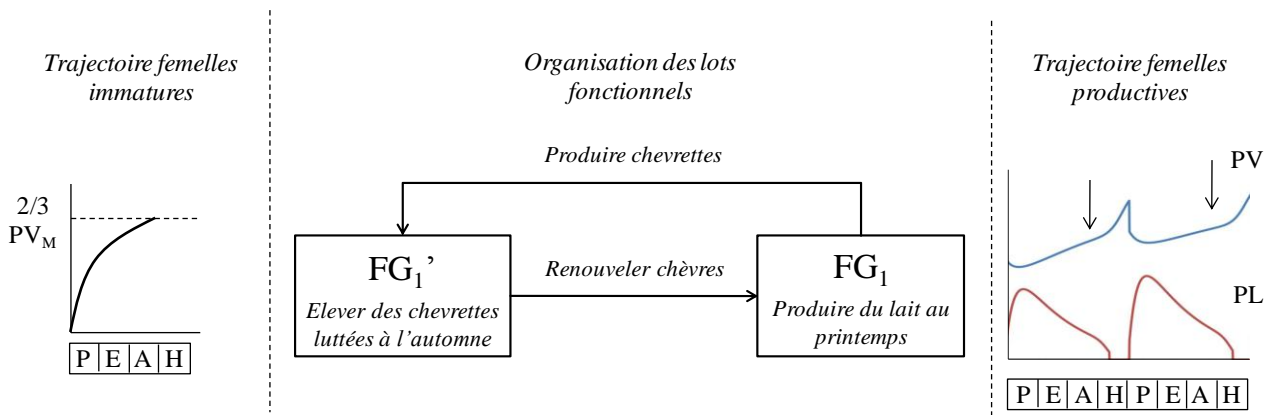 Trajectoire femelles
immatures
2/3
PVM
P E A H
Organisation des lots
fonctionnels
Produire chevrettes
FG1’
Elever des chevrettes
luttées à l’automne
Renouveler chèvres
FG1
Produire du lait au
printemps
Trajectoire femelles
productives
PV
PL
P E A H P E A H